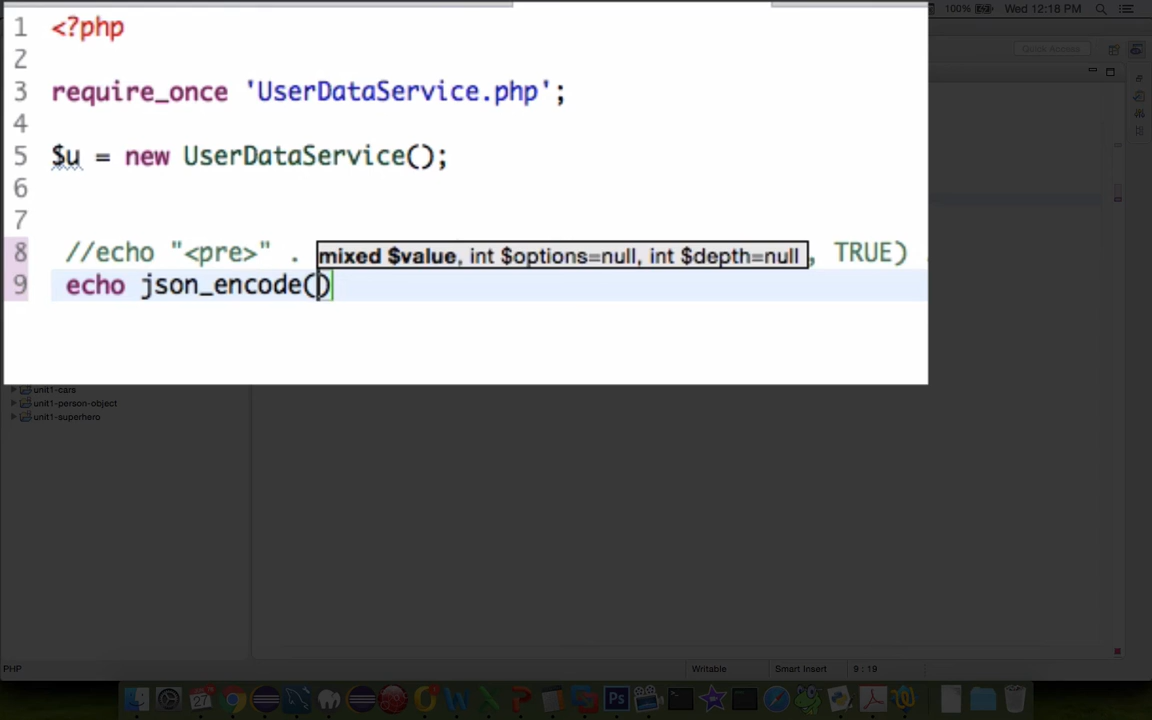 100% Wed 12:18 PM
Quick Access
1 <?php
2
3 require_once 'UserDataService.php';
4
5 $u = new UserDataService();
6
7
8 //echo "<pre>" . , TRUE)
mixed $value, int $options=null, int $depth=null
9 echo json_encode()
unit1-cars
unit1-person-object
unit1-superhero
PHP Writable Smart Insert 9 : 19